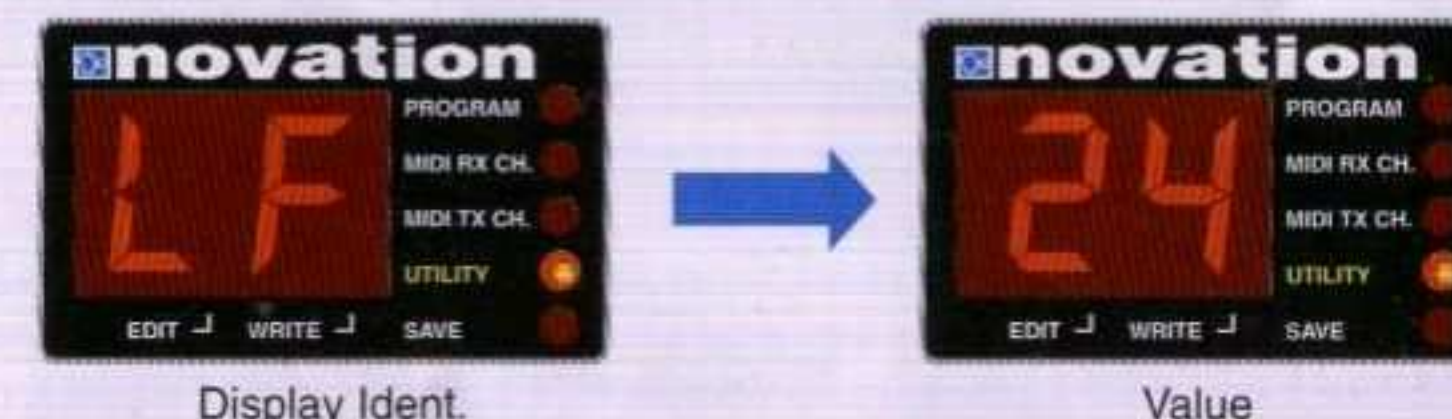 novation
LF
PROGRAM
MIDI RX CH.
MIDI TX CH.
UTILITY
EDIT WRITE SAVE
Display Ident.
novation
24
PROGRAM
MIDI RX CH.
MIDI TX CH.
UTILITY
EDIT WRITE SAVE
Value